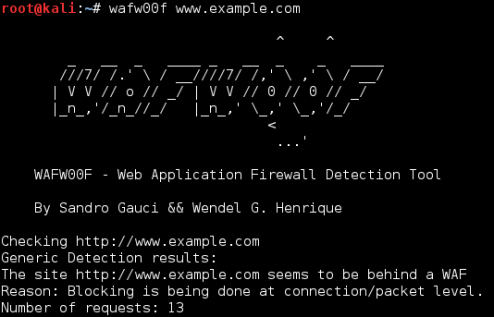 root@kali:~# wafw00f www.example.com
                                 ^     ^
        _   __  _   ____ _   __  _    _   ____
       ///7/ /.' \ / __////7/ /,' \ ,' \ / __/
      | V V // o // _/ | V V // 0 // 0 // _/
      |_n_,'/_n_//_/   |_n_,' \_,' \_,'/_/
                                <
                                 ...'
    WAFW00F - Web Application Firewall Detection Tool
    By Sandro Gauci && Wendel G. Henrique
Checking http://www.example.com
Generic Detection results:
The site http://www.example.com seems to be behind a WAF
Reason: Blocking is being done at connection/packet level.
Number of requests: 13